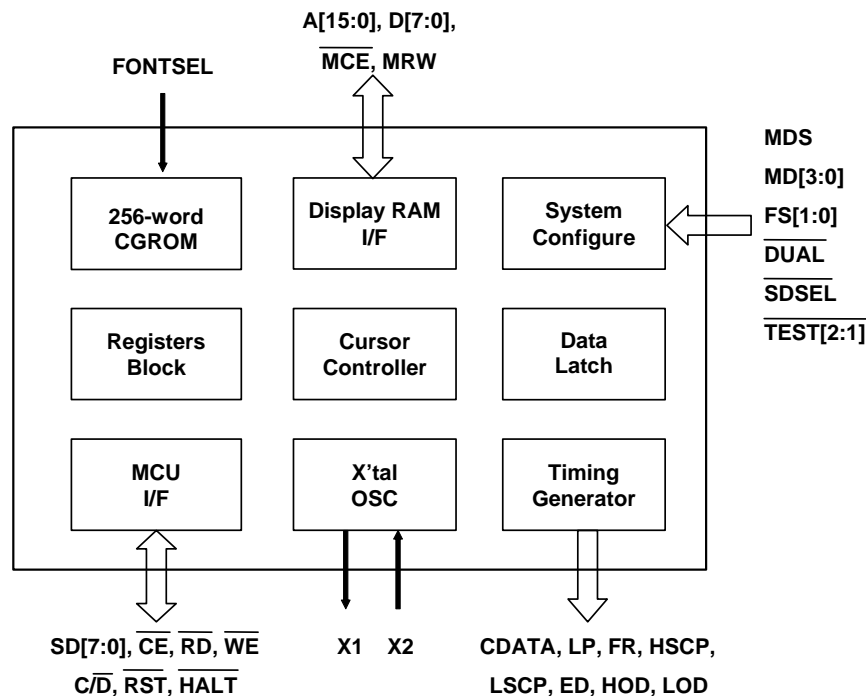 A[15:0], D[7:0],
MCE, MRW
FONTSEL
MDS
MD[3:0]
FS[1:0]
DUAL
SDSEL
TEST[2:1]
256-word
CGROM
Display RAM
I/F
System
Configure
Registers
Block
Cursor
Controller
Data
Latch
MCU
I/F
X’tal
OSC
Timing
Generator
SD[7:0], CE, RD, WE
C/D, RST, HALT
X1
X2
CDATA, LP, FR, HSCP,
LSCP, ED, HOD, LOD